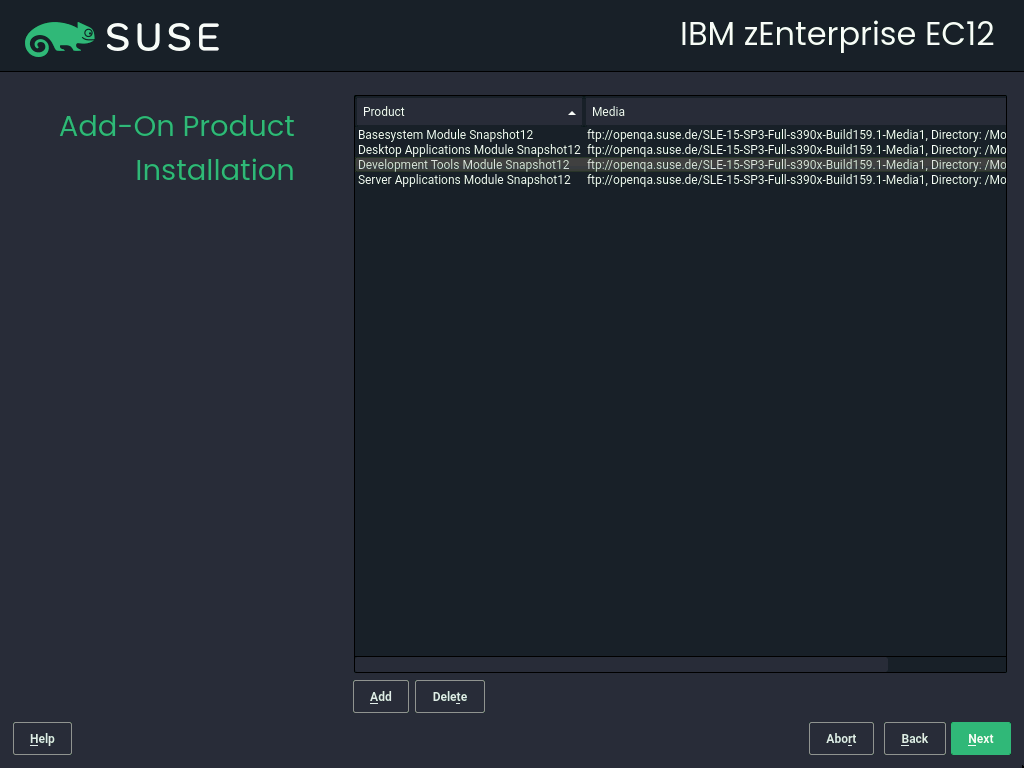 SUSE
IBM zEnterprise EC12
Add-On Product
Installation
Product Media
Basesystem Module Snapshot12 ftp://openqa.suse.de/SLE-15-SP3-Full-s390x-Build159.1-Media1, Directory: /Mo
Desktop Applications Module Snapshot12 ftp://openqa.suse.de/SLE-15-SP3-Full-s390x-Build159.1-Media1, Directory: /Mo
Development Tools Module Snapshot12 ftp://openqa.suse.de/SLE-15-SP3-Full-s390x-Build159.1-Media1, Directory: /Mo
Server Applications Module Snapshot12 ftp://openqa.suse.de/SLE-15-SP3-Full-s390x-Build159.1-Media1, Directory: /Mo
Add Delete
Help Abort Back Next